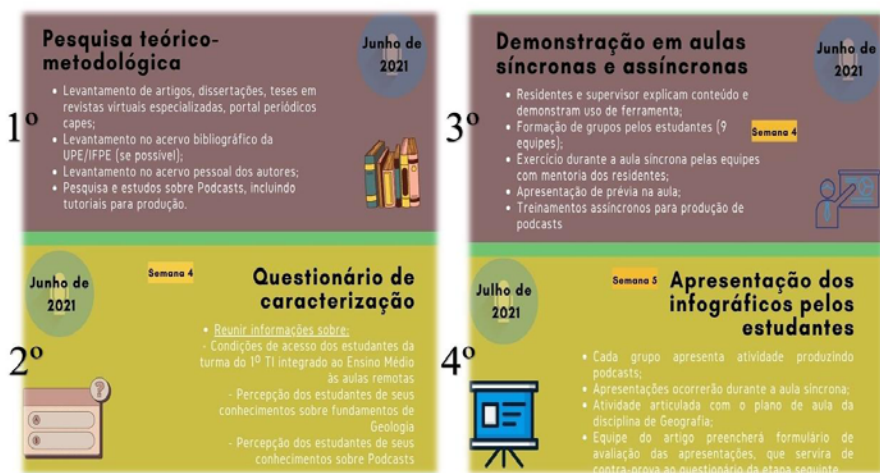 1º
Pesquisa teórico-
metodológica
Junho de
2021
• Levantamento de artigos, dissertações, teses em
revistas virtuais especializadas, portal periódicos
capes;
• Levantamento no acervo bibliográfico da
UPE/IFPE (se possível);
• Levantamento no acervo pessoal dos autores;
• Pesquisa e estudos sobre Podcasts, incluindo
tutoriais para produção.
2º
Junho de
2021
Semana 4
Questionário de
caracterização
• Reunir informações sobre:
- Condições de acesso dos estudantes da
turma do 1º TI integrado ao Ensino Médio
às aulas remotas
- Percepção dos estudantes de seus
conhecimentos sobre fundamentos de
Geologia
- Percepção dos estudantes de seus
conhecimentos sobre Podcasts
?
A
B
3º
Demonstração em aulas
síncronas e assíncronas
Junho de
2021
• Residentes e supervisor explicam conteúdo e
demonstram uso de ferramenta;
• Formação de grupos pelos estudantes (9
equipes);
Semana 4
• Exercício durante a aula síncrona pelas equipes
com mentoria dos residentes;
• Apresentação de prévia na aula;
• Treinamentos assíncronos para produção de
podcasts
4º
Julho de
2021
Semana 5
Apresentação dos
infográficos pelos
estudantes
• Cada grupo apresenta atividade produzindo
podcasts;
• Apresentações ocorrerão durante a aula síncrona;
• Atividade articulada com o plano de aula da
disciplina de Geografia;
• Equipe do artigo preencherá formulário de
avaliação das apresentações, que servira de
contra-prova ao questionário da etapa seguinte